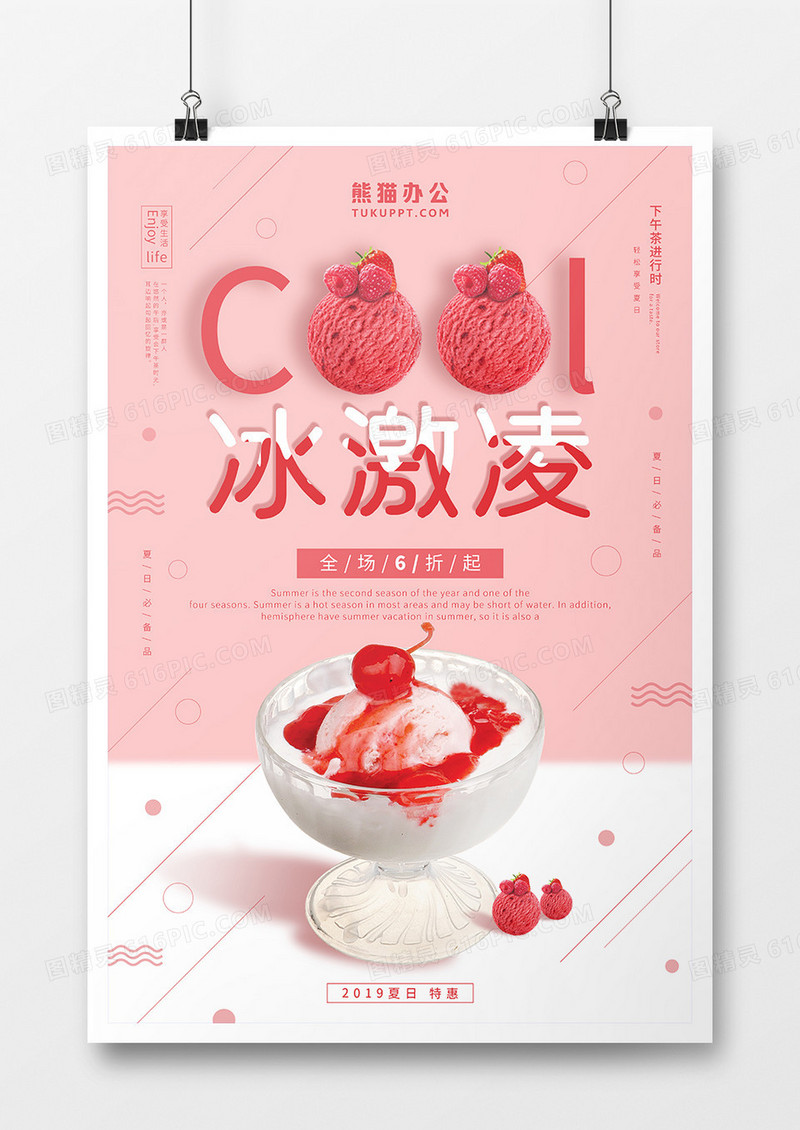 熊猫办公
TUKUPPT.COM
享受生活
Enjoy life
下午茶进行时
轻松享受夏日
Cool
冰激凌
夏/日/必/备/品
全/场/6/折/起
夏/日/必/备/品
Summer is the second season of the year and one of the
four seasons. Summer is a hot season in most areas and may be short of water. In addition,
hemisphere have summer vacation in summer, so it is also a
2019夏日 特惠